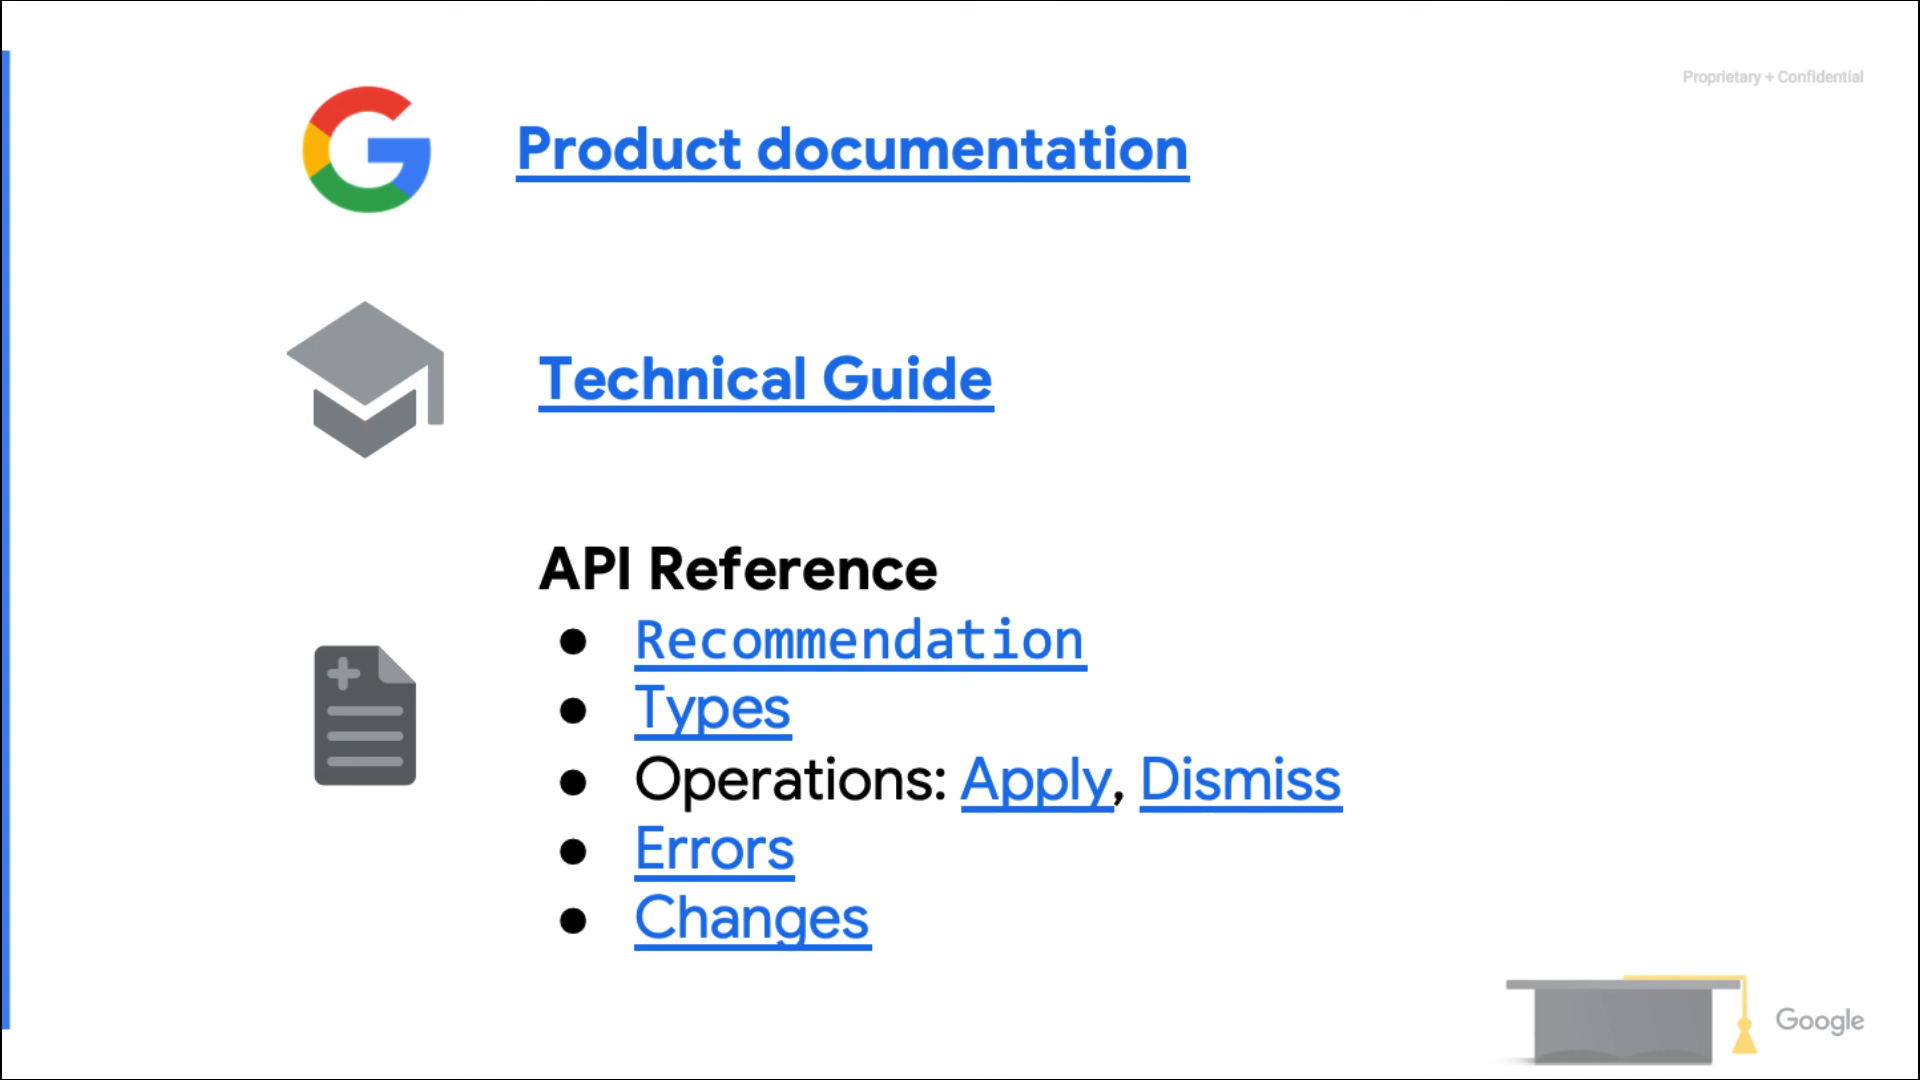 Proprietary + Confidential
Product documentation
Technical Guide
API Reference
● Recommendation
● Types
● Operations: Apply, Dismiss
● Errors
● Changes
Google